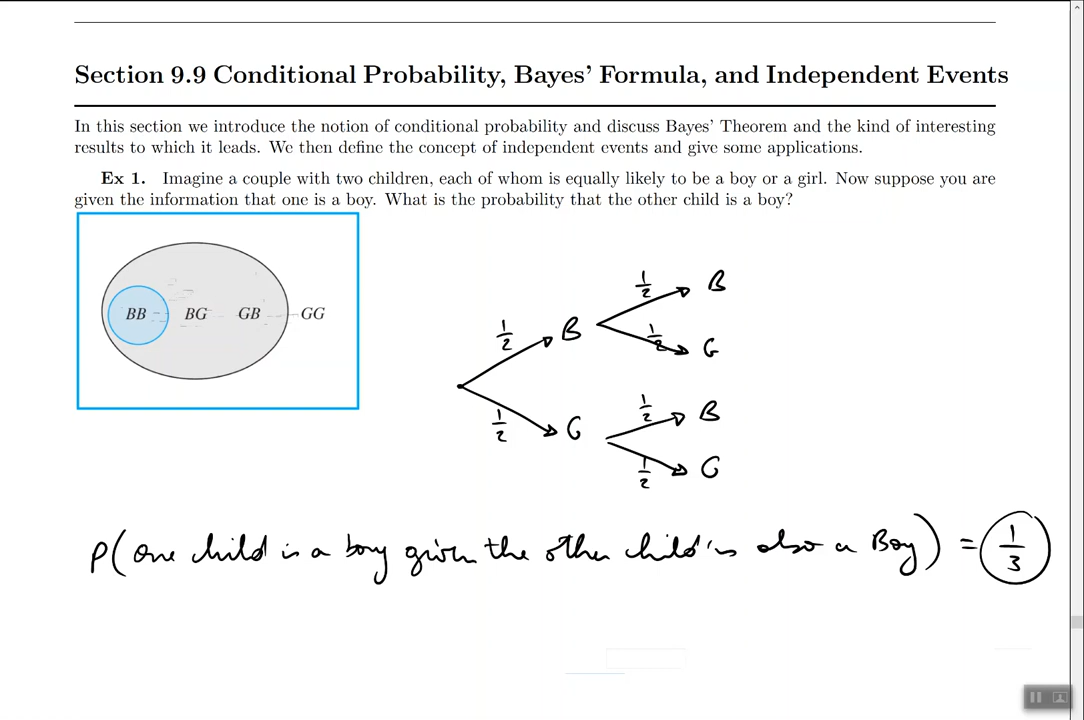 Section 9.9 Conditional Probability, Bayes' Formula, and Independent Events
In this section we introduce the notion of conditional probability and discuss Bayes' Theorem and the kind of interesting
results to which it leads. We then define the concept of independent events and give some applications.
Ex 1. Imagine a couple with two children, each of whom is equally likely to be a boy or a girl. Now suppose you are
given the information that one is a boy. What is the probability that the other child is a boy?
BB BG GB GG
1/2 B
1/2 B
1/2 G
1/2 G
1/2 B
1/2 G
P(one child is a boy given the other child is also a Boy) = 1/3